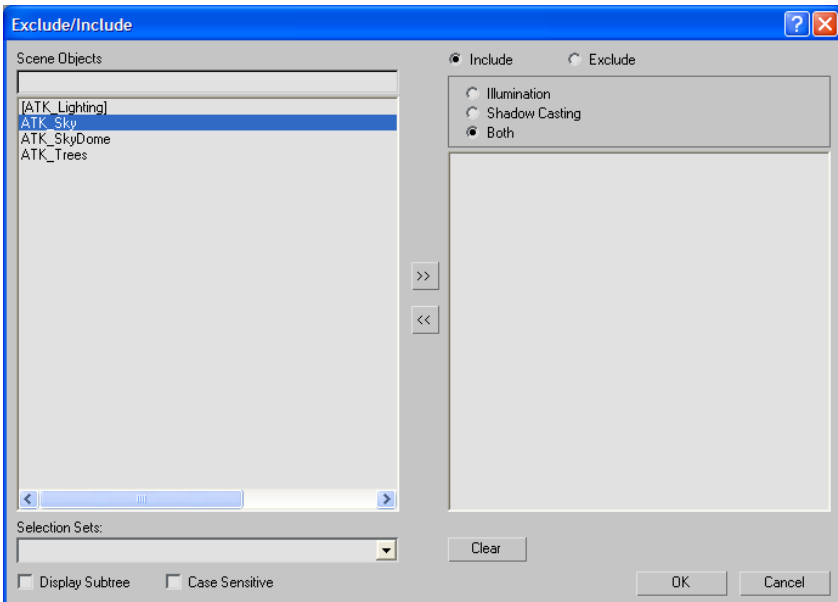 Exclude/Include
Scene Objects
[ATK_Lighting]
ATK_Sky
ATK_SkyDome
ATK_Trees
Selection Sets:
Display Subtree
Case Sensitive
Include
Exclude
Illumination
Shadow Casting
Both
>>
<<
Clear
OK
Cancel